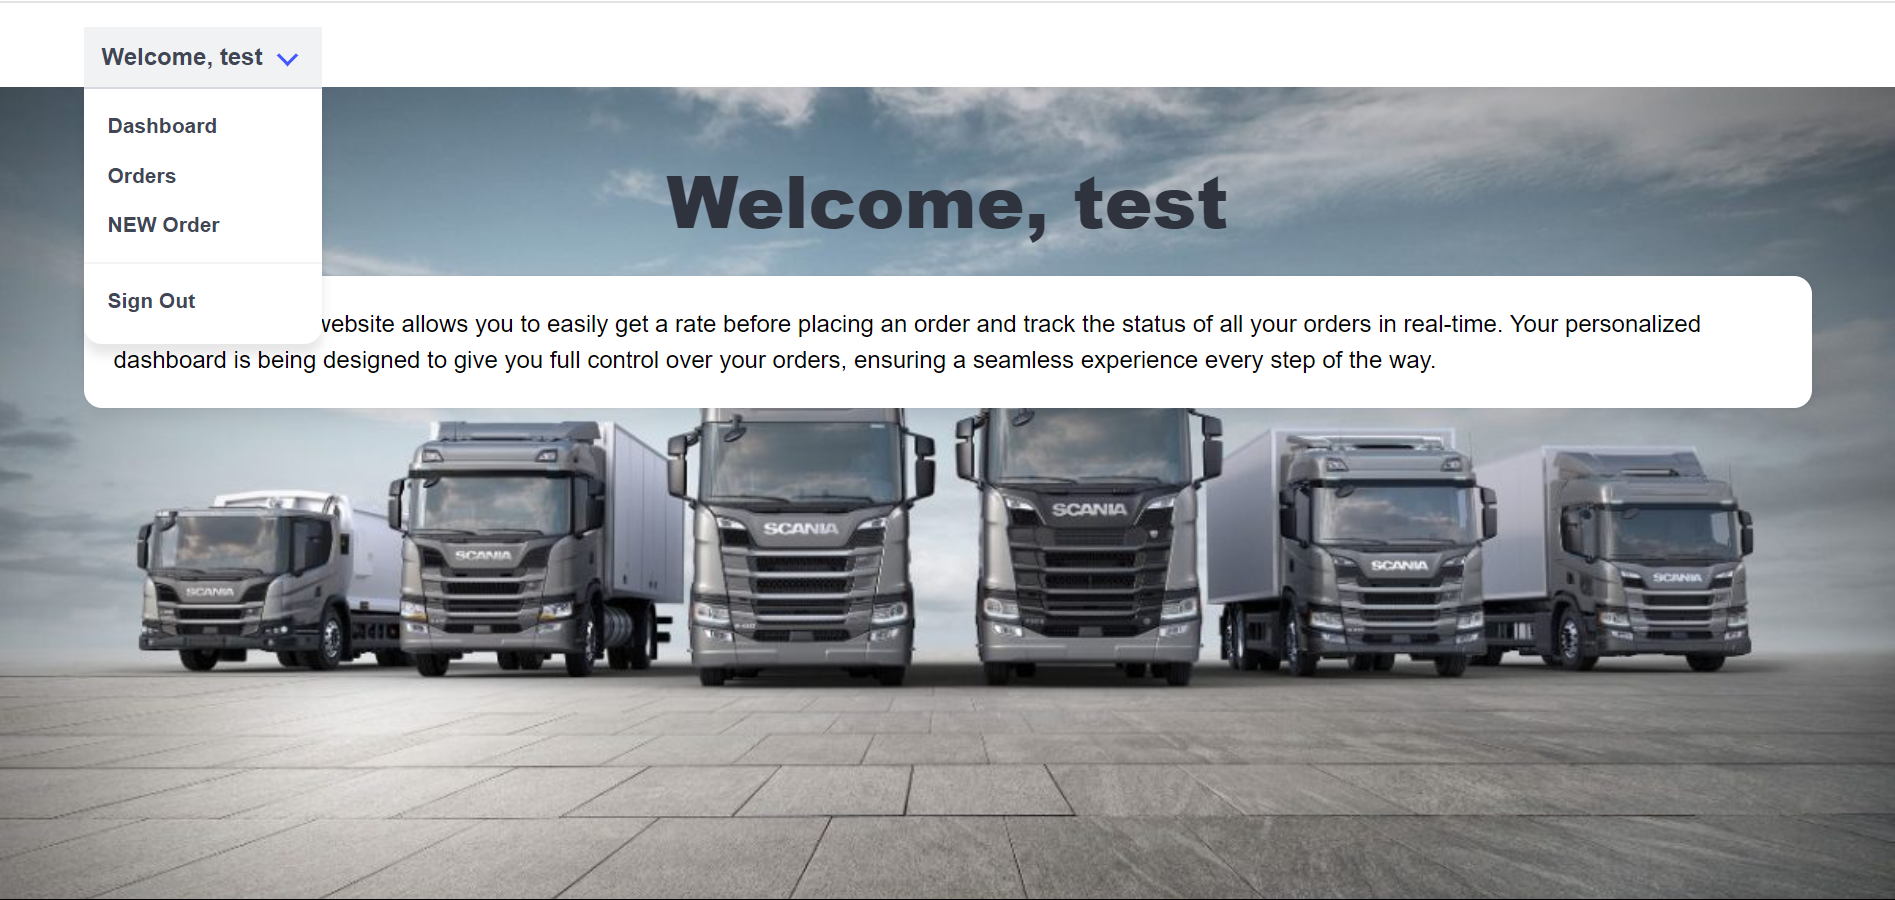 Welcome, test
Dashboard
Orders
NEW Order
Sign Out
Welcome, test
website allows you to easily get a rate before placing an order and track the status of all your orders in real-time. Your personalized
dashboard is being designed to give you full control over your orders, ensuring a seamless experience every step of the way.
SCANIA
SCANIA
SCANIA
SCANIA
SCANIA
SCANIA